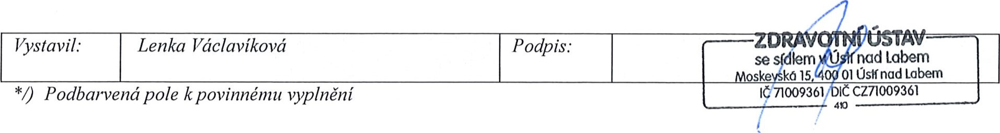 Vystavil: Lenka Václavíková Podpis:
ZDRAVOTNÍ ÚSTAV
se sídlem v Ústí nad Labem
Moskevská 15, 400 01 Ústí nad Labem
IČ 71009361 DIČ CZ71009361
410
*/) Podbarvená pole k povinnému vyplnění